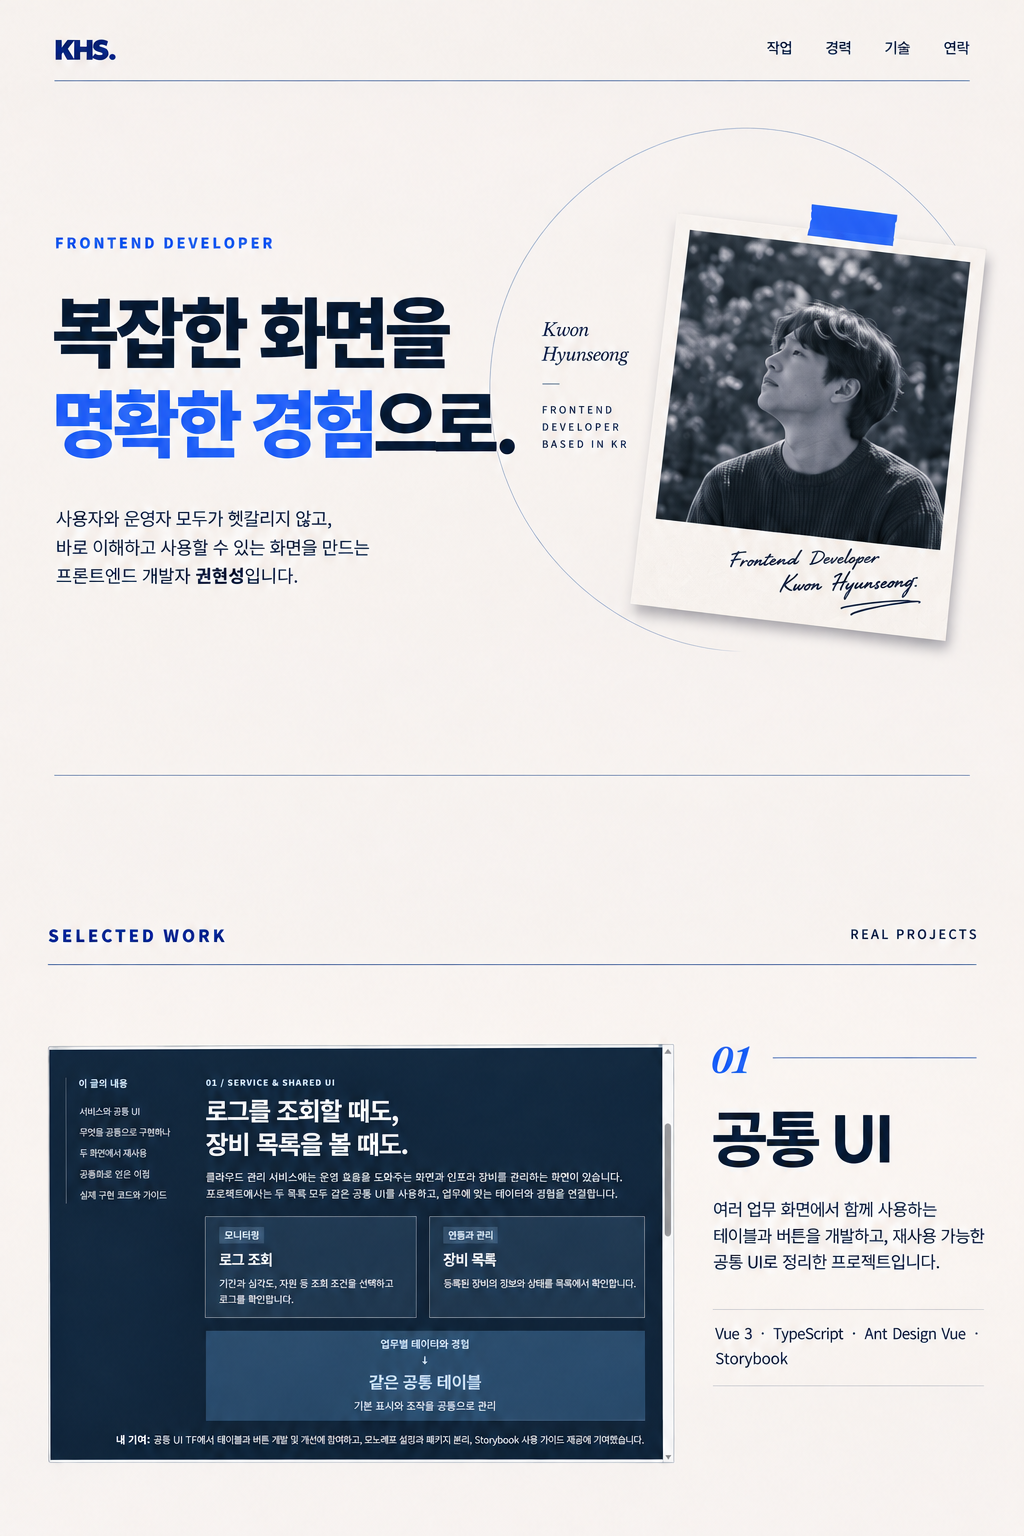 KHS.
작업 경력 기술 연락
FRONTEND DEVELOPER
복잡한 화면을
명확한 경험으로.
사용자와 운영자 모두가 헷갈리지 않고,
바로 이해하고 사용할 수 있는 화면을 만드는
프론트엔드 개발자 권현성입니다.
Kwon
Hyunseong
FRONTEND
DEVELOPER
BASED IN KR
Frontend Developer
Kwon Hyunseong.
SELECTED WORK
REAL PROJECTS
이 글의 내용
서비스와 공통 UI
무엇을 공통으로 구현하나
두 화면에서 재사용
공통화로 얻은 이점
실제 구현 코드와 가이드
01 / SERVICE & SHARED UI
로그를 조회할 때도,
장비 목록을 볼 때도.
클라우드 관리 서비스에는 운영 효율을 도와주는 화면과 인프라 장비를 관리하는 화면이 있습니다.
프로젝트에서는 두 목록 모두 같은 공통 UI를 사용하고, 업무에 맞는 데이터와 경험을 연결합니다.
모니터링
로그 조회
기간과 심각도, 자원 등 조회 조건을 선택하고
로그를 확인합니다.
연동과 관리
장비 목록
등록된 장비의 정보와 상태를 목록에서 확인합니다.
업무별 데이터와 경험
↓
같은 공통 테이블
기본 표시와 조작을 공통으로 관리
내 기여: 공통 UI TF에서 테이블과 버튼 개발 및 개선에 참여하고, 모노레포 설정과 패키지 분리, Storybook 사용 가이드 제공에 기여했습니다.
01
공통 UI
여러 업무 화면에서 함께 사용하는
테이블과 버튼을 개발하고, 재사용 가능한
공통 UI로 정리한 프로젝트입니다.
Vue 3 · TypeScript · Ant Design Vue ·
Storybook